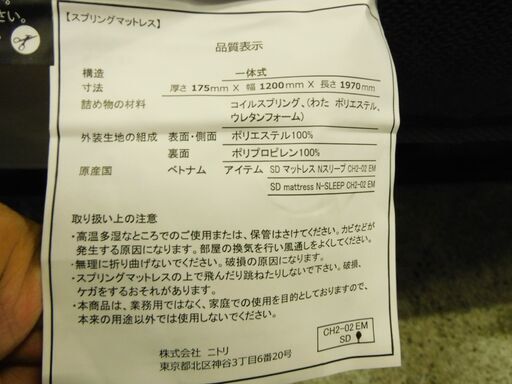 さい。
【スプリングマットレス】
品質表示
構造 一体式
寸法 厚さ 175mm X 幅 1200mm X 長さ 1970mm
詰め物の材料 コイルスプリング、(わた ポリエステル、
ウレタンフォーム)
外装生地の組成 表面・側面 ポリエステル100%
裏面 ポリプロピレン100%
原産国 ベトナム アイテム SD マットレス Nスリープ CH2-02 EM
SD mattress N-SLEEP CH2-02 EM
取り扱い上の注意
・高温多湿なところでのご使用または、保管はさけてください。カビなどが
発生する原因になります。部屋の換気を行い風通しをよくしてください。
・無理に折り曲げないでください。破損の原因になります。
・スプリングマットレスの上で飛んだり跳ねたりしないで下さい。破損、
ケガをするおそれがあります。
・本商品は、業務用ではなく、家庭での使用を目的としておりますので、
本来の用途以外では使用しないでください。
株式会社 ニトリ
東京都北区神谷3丁目6番20号
CH2-02 EM
SD